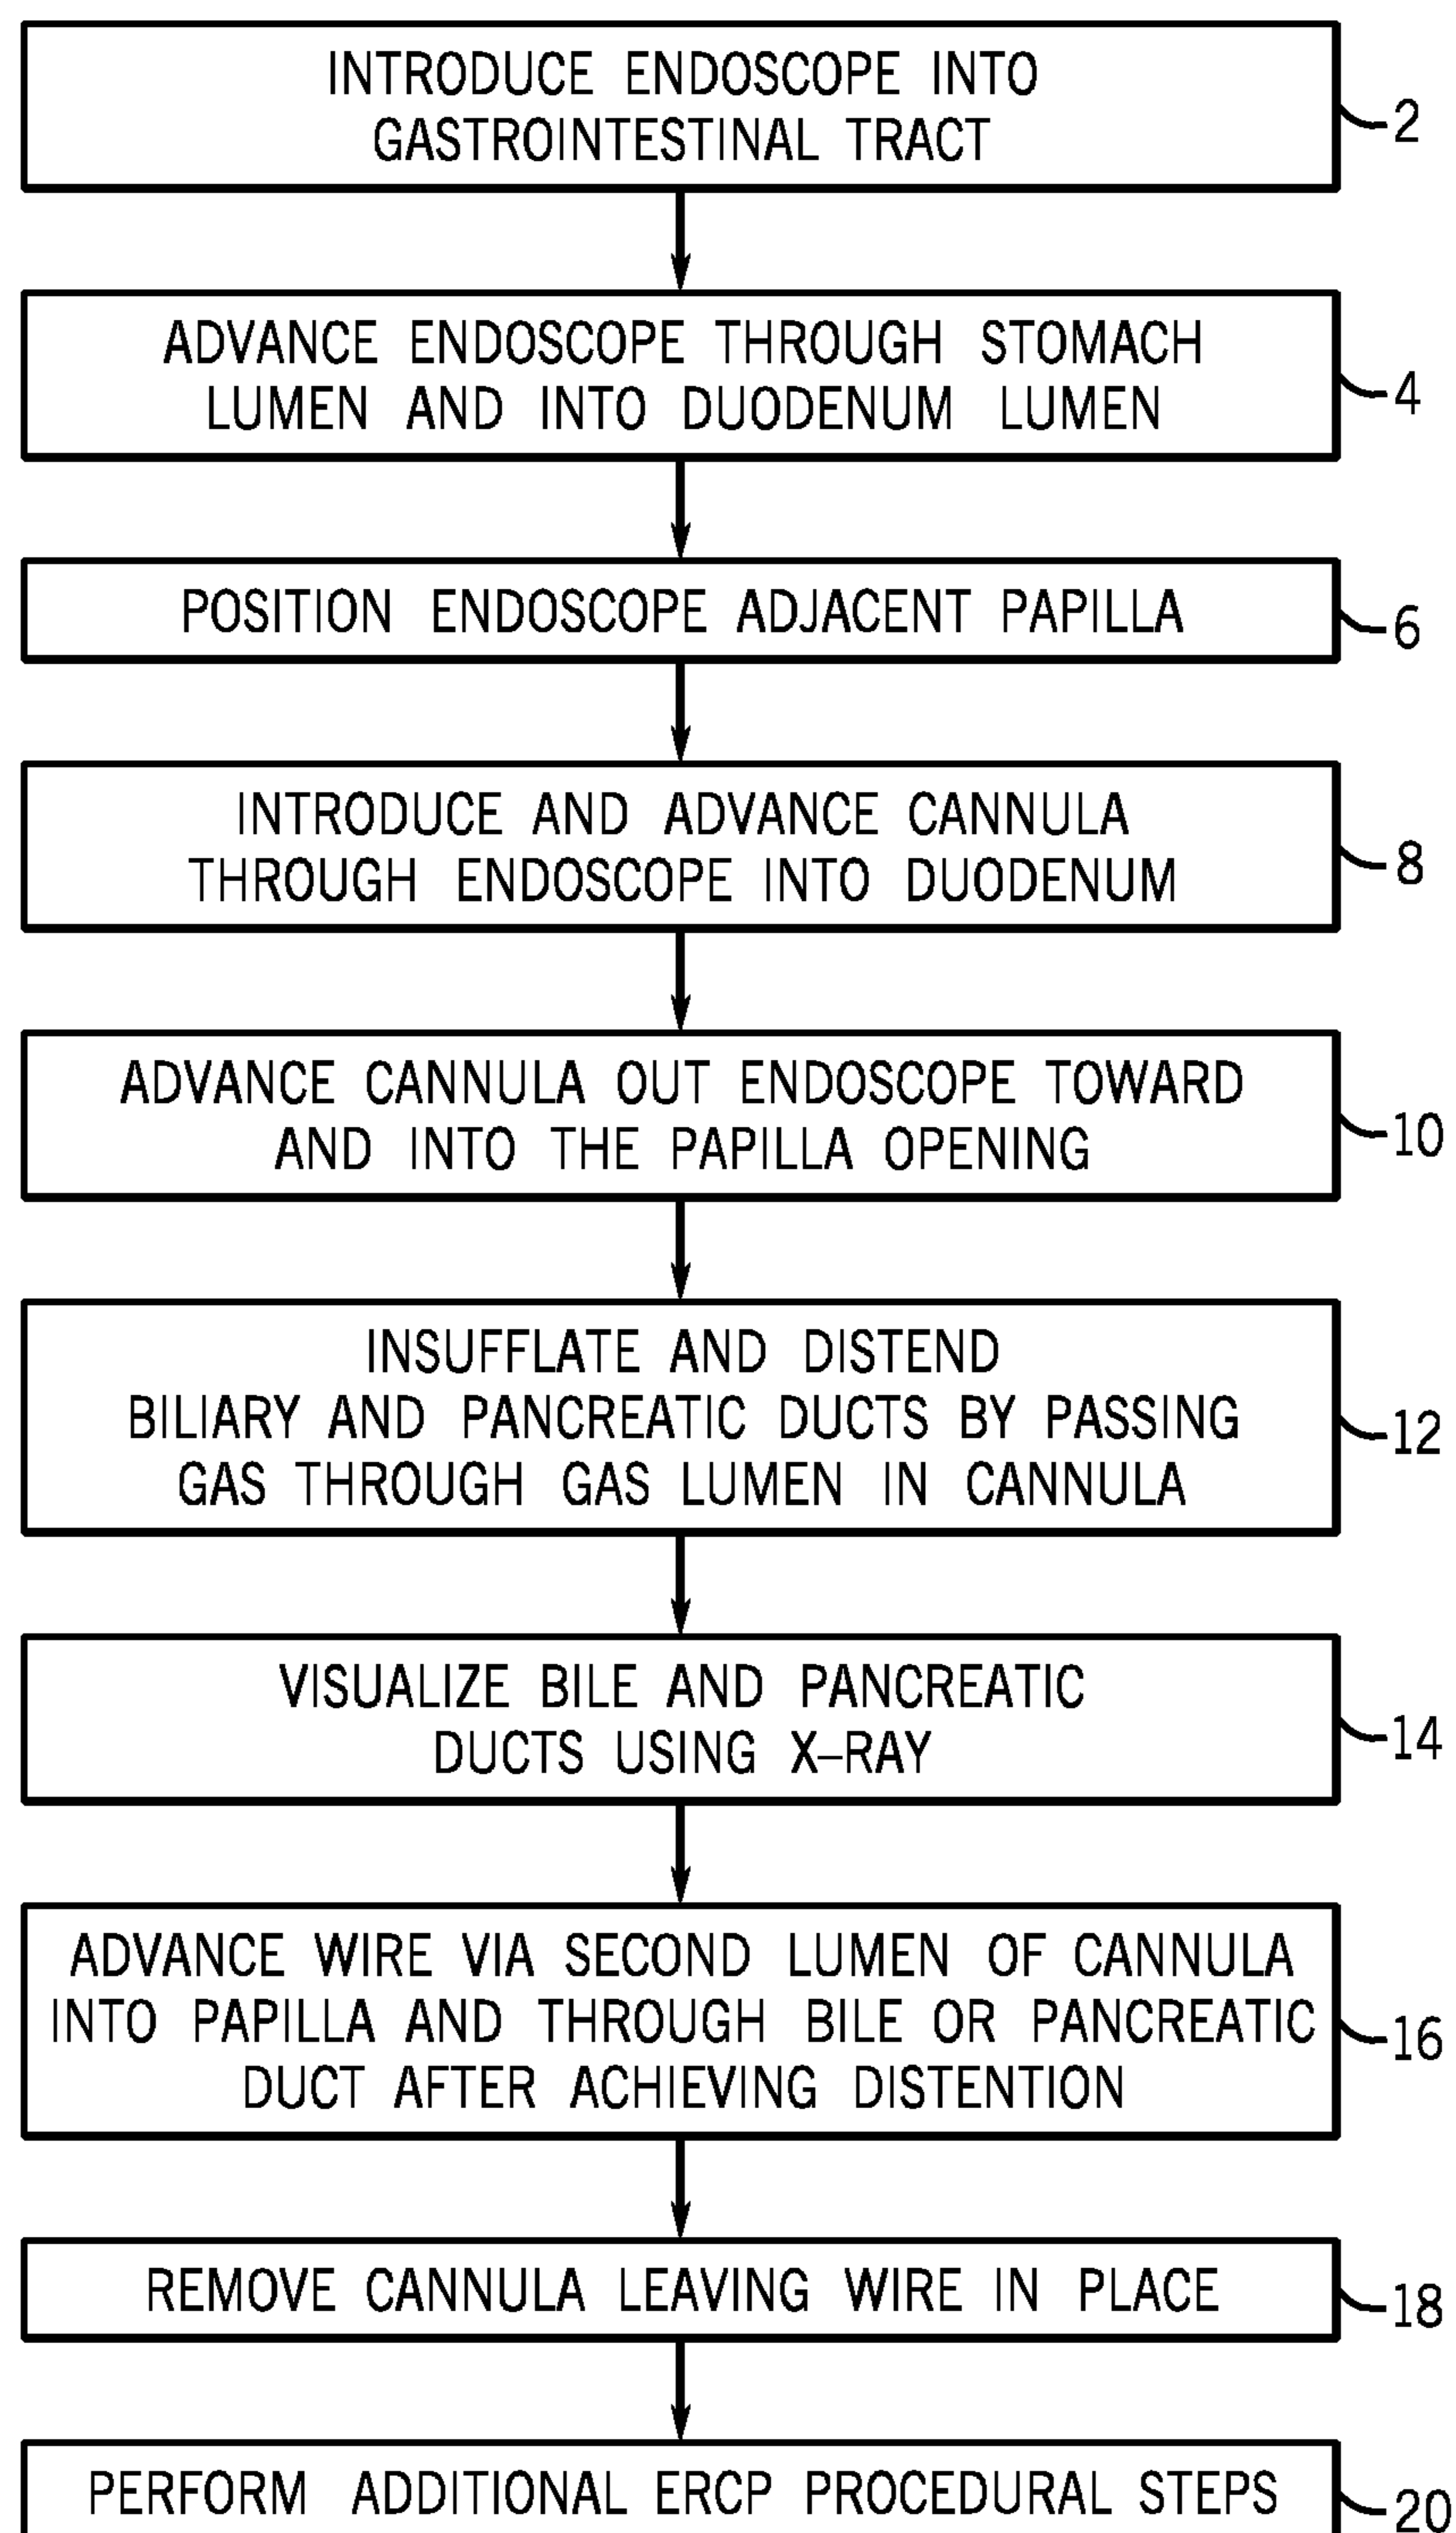 INTRODUCE ENDOSCOPE INTO
GASTROINTESTINAL TRACT
2
ADVANCE ENDOSCOPE THROUGH STOMACH
LUMEN AND INTO DUODENUM LUMEN
4
POSITION ENDOSCOPE ADJACENT PAPILLA
6
INTRODUCE AND ADVANCE CANNULA
THROUGH ENDOSCOPE INTO DUODENUM
8
ADVANCE CANNULA OUT ENDOSCOPE TOWARD
AND INTO THE PAPILLA OPENING
10
INSUFFLATE AND DISTEND
BILIARY AND PANCREATIC DUCTS BY PASSING
GAS THROUGH GAS LUMEN IN CANNULA
12
VISUALIZE BILE AND PANCREATIC
DUCTS USING X–RAY
14
ADVANCE WIRE VIA SECOND LUMEN OF CANNULA
INTO PAPILLA AND THROUGH BILE OR PANCREATIC
DUCT AFTER ACHIEVING DISTENTION
16
REMOVE CANNULA LEAVING WIRE IN PLACE
18
PERFORM ADDITIONAL ERCP PROCEDURAL STEPS
20